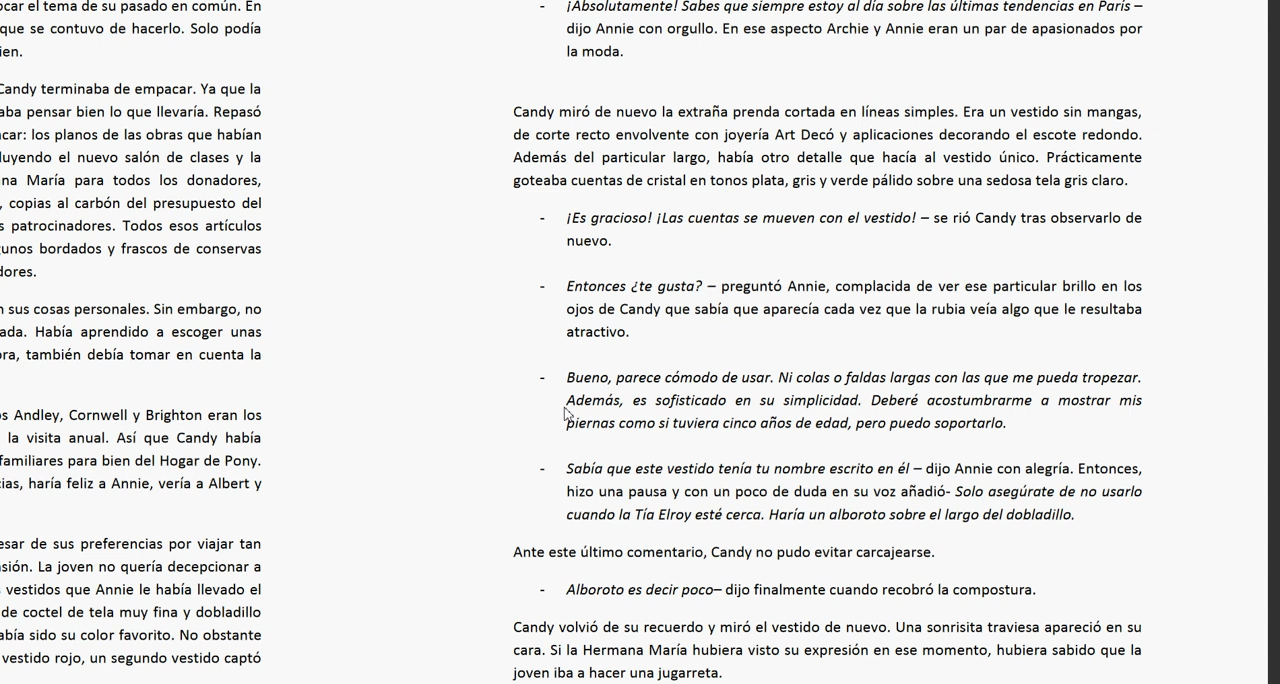 ocar el tema de su pasado en común. En
que se contuvo de hacerlo. Solo podía
ien.
Candy terminaba de empacar. Ya que la
aba pensar bien lo que llevaría. Repasó
acar: los planos de las obras que habían
luyendo el nuevo salón de clases y la
na María para todos los donadores,
, copias al carbón del presupuesto del
s patrocinadores. Todos esos artículos
gunos bordados y frascos de conservas
dores.
n sus cosas personales. Sin embargo, no
ada. Había aprendido a escoger unas
ora, también debía tomar en cuenta la
os Andley, Cornwell y Brighton eran los
la visita anual. Así que Candy había
familiares para bien del Hogar de Pony.
cias, haría feliz a Annie, vería a Albert y
esar de sus preferencias por viajar tan
asión. La joven no quería decepcionar a
s vestidos que Annie le había llevado el
de coctel de tela muy fina y dobladillo
abía sido su color favorito. No obstante
vestido rojo, un segundo vestido captó
- ¡Absolutamente! Sabes que siempre estoy al día sobre las últimas tendencias en París –
dijo Annie con orgullo. En ese aspecto Archie y Annie eran un par de apasionados por
la moda.
Candy miró de nuevo la extraña prenda cortada en líneas simples. Era un vestido sin mangas,
de corte recto envolvente con joyería Art Decó y aplicaciones decorando el escote redondo.
Además del particular largo, había otro detalle que hacía al vestido único. Prácticamente
goteaba cuentas de cristal en tonos plata, gris y verde pálido sobre una sedosa tela gris claro.
- ¡Es gracioso! ¡Las cuentas se mueven con el vestido! – se rió Candy tras observarlo de
nuevo.
- Entonces ¿te gusta? – preguntó Annie, complacida de ver ese particular brillo en los
ojos de Candy que sabía que aparecía cada vez que la rubia veía algo que le resultaba
atractivo.
- Bueno, parece cómodo de usar. Ni colas o faldas largas con las que me pueda tropezar.
Además, es sofisticado en su simplicidad. Deberé acostumbrarme a mostrar mis
piernas como si tuviera cinco años de edad, pero puedo soportarlo.
- Sabía que este vestido tenía tu nombre escrito en él – dijo Annie con alegría. Entonces,
hizo una pausa y con un poco de duda en su voz añadió- Solo asegúrate de no usarlo
cuando la Tía Elroy esté cerca. Haría un alboroto sobre el largo del dobladillo.
Ante este último comentario, Candy no pudo evitar carcajearse.
- Alboroto es decir poco– dijo finalmente cuando recobró la compostura.
Candy volvió de su recuerdo y miró el vestido de nuevo. Una sonrisita traviesa apareció en su
cara. Si la Hermana María hubiera visto su expresión en ese momento, hubiera sabido que la
joven iba a hacer una jugarreta.